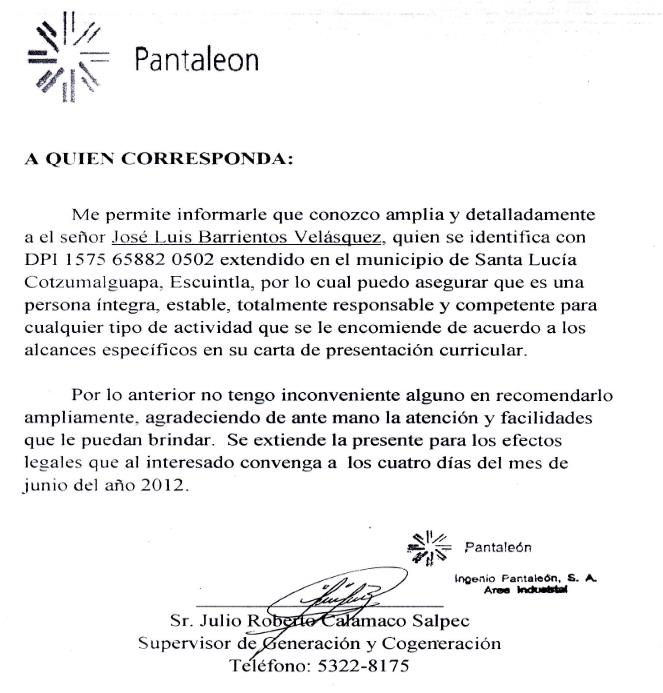 Pantaleon
A QUIEN CORRESPONDA:
Me permite informarle que conozco amplia y detalladamente
a el señor José Luis Barrientos Velásquez, quien se identifica con
DPI 1575 65882 0502 extendido en el municipio de Santa Lucía
Cotzumalguapa, Escuintla, por lo cual puedo asegurar que es una
persona íntegra, estable, totalmente responsable y competente para
cualquier tipo de actividad que se le encomiende de acuerdo a los
alcances específicos en su carta de presentación curricular.
Por lo anterior no tengo inconveniente alguno en recomendarlo
ampliamente, agradeciendo de ante mano la atención y facilidades
que le puedan brindar. Se extiende la presente para los efectos
legales que al interesado convenga a los cuatro días del mes de
junio del año 2012.
Pantaleón
Ingenio Pantaleón, S. A.
Area Industrial
Sr. Julio Roberto Calamaco Salpec
Supervisor de Generación y Cogeneración
Teléfono: 5322-8175